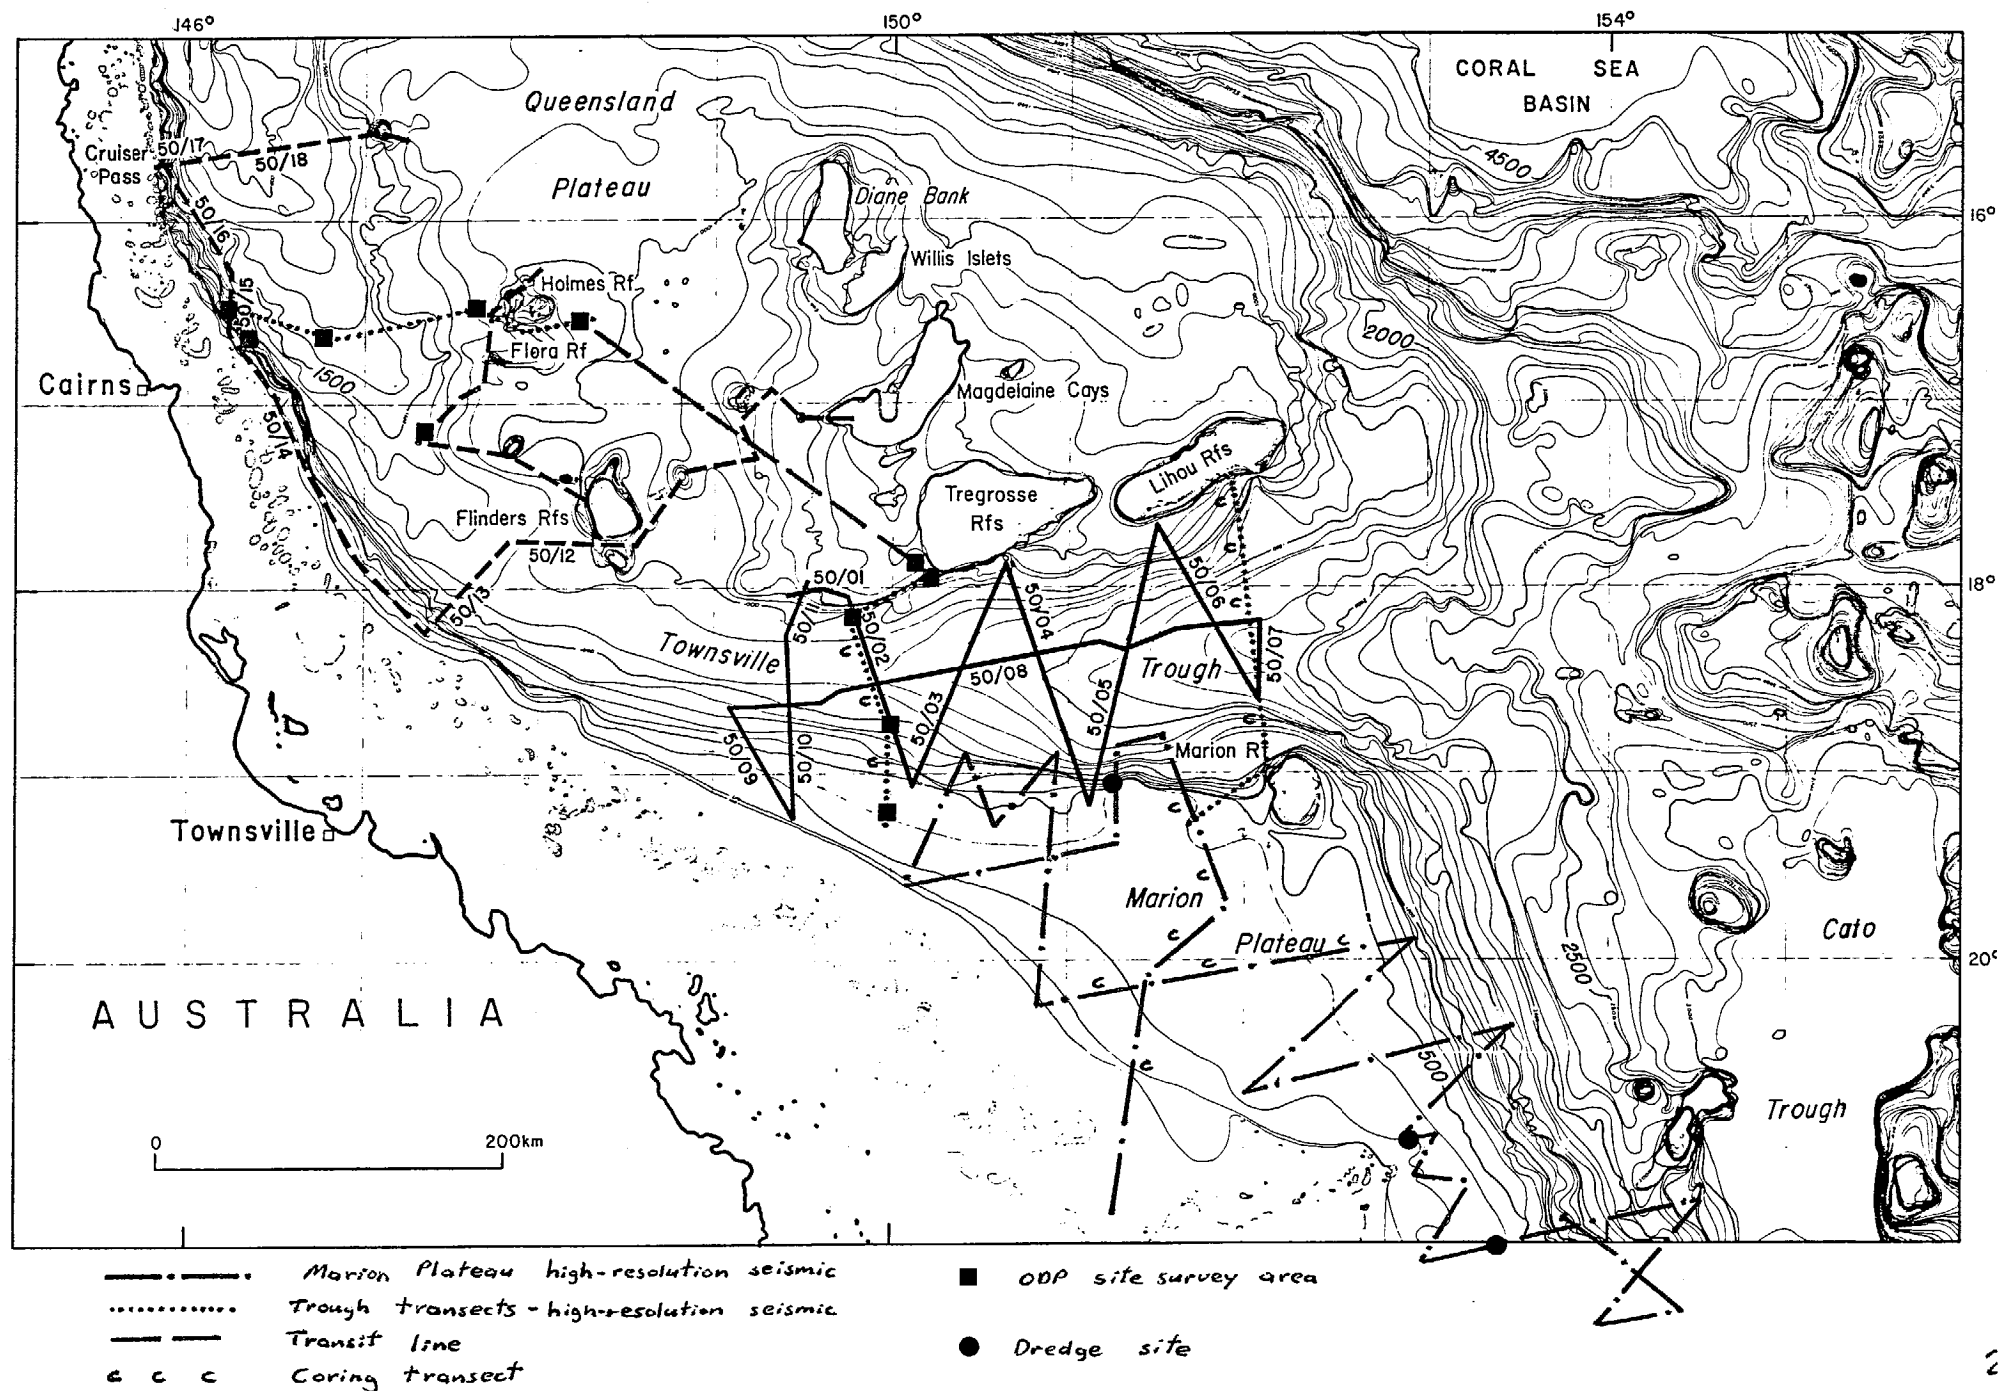 146°
150°
154°
CORAL SEA
BASIN
Queensland
Plateau
4500
50/17
Cruiser
Pass
50/18
50/16
Diane Bank
16°
Willis Islets
Holmes Rf
50/15
Flora Rf
2000
1500
Cairns
Magdelaine Cays
50/14
Lihou Rfs
Tregrosse
Rfs
Flinders Rfs
50/12
50/01
18°
50/13
50/11
50/02
50/04
50/06
Townsville
50/08
Trough
50/07
50/03
50/05
50/09
50/10
Marion R
Townsville
Marion
Plateau
Cato
2500
20°
AUSTRALIA
500
Trough
0
200km
c c c c c c c c c c c c c c c c
Marion Plateau high-resolution seismic
ODP site survey area
Trough transects - high-resolution seismic
Transit line
Dredge site
c c c
Coring transect
2